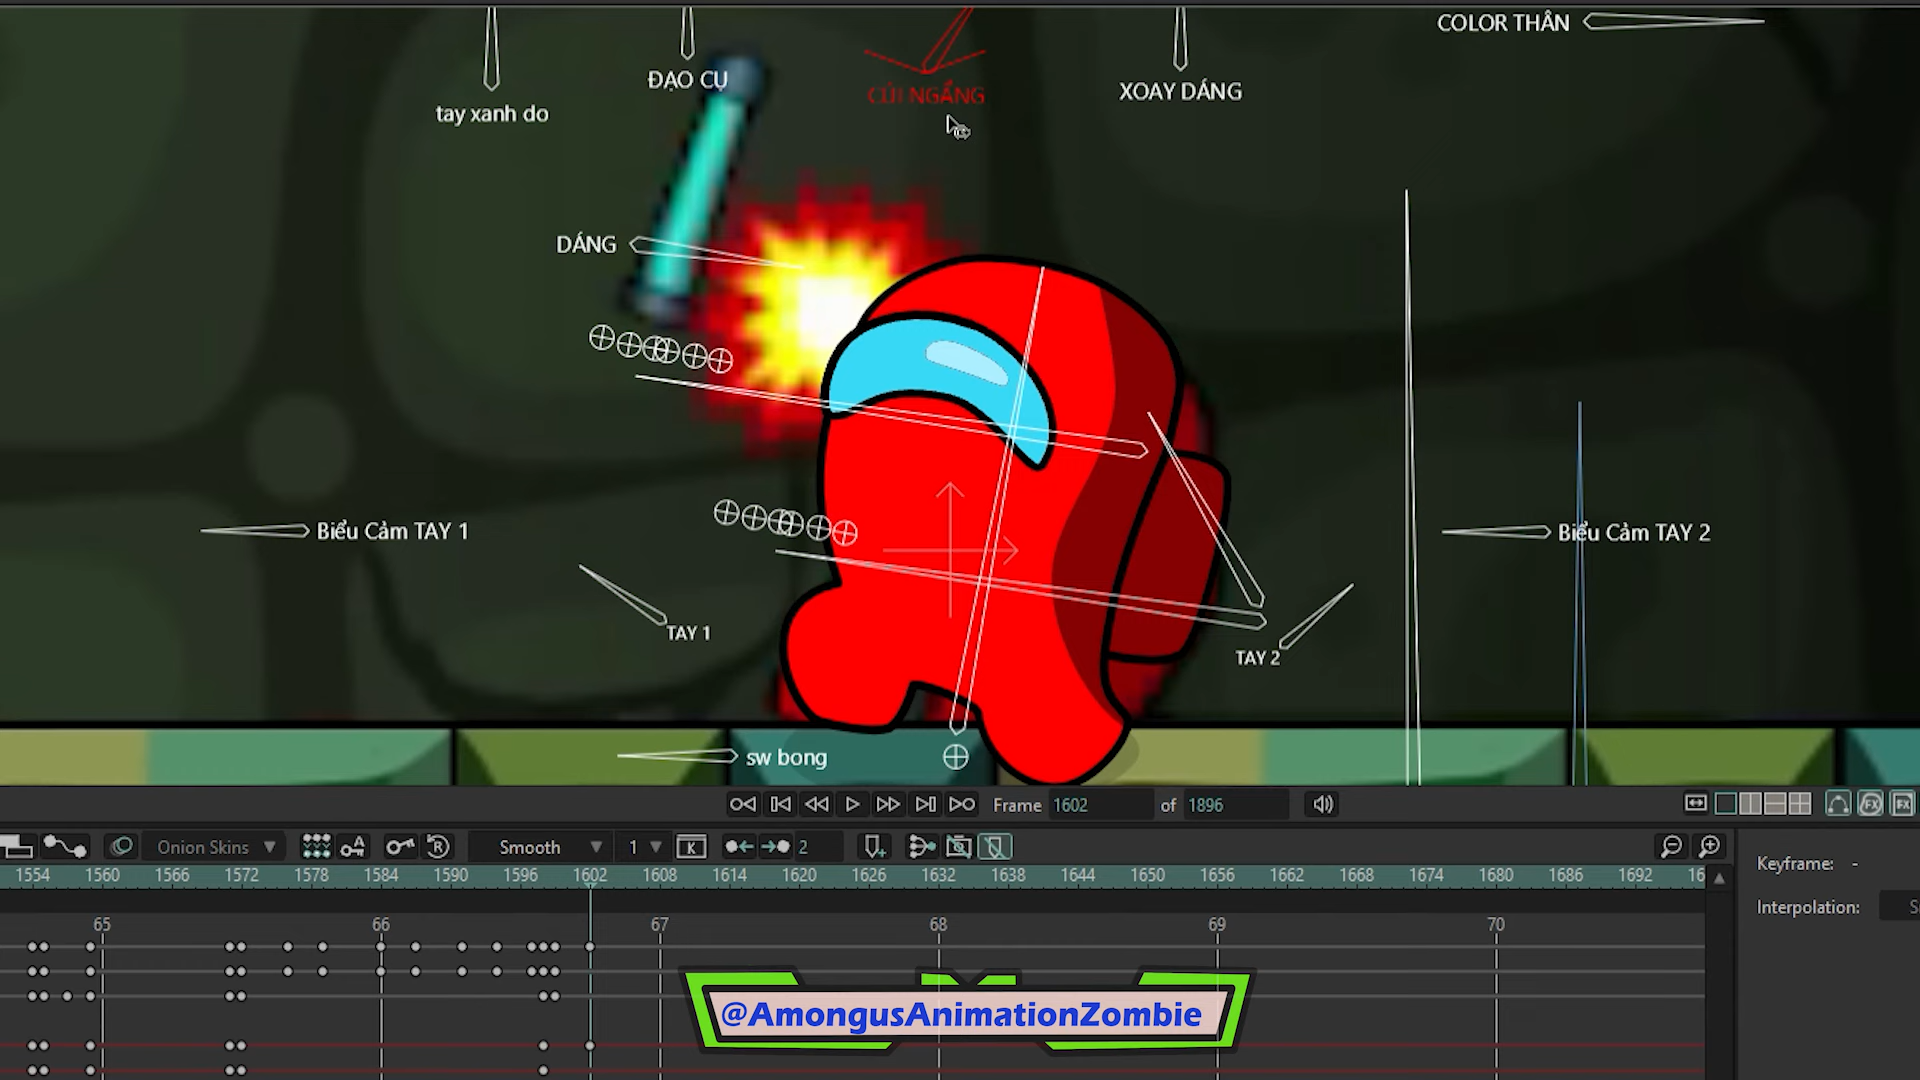 COLOR THÂN
ĐẠO CỤ
CÚI NGẨNG
XOAY DÁNG
tay xanh do
DÁNG
Biểu Cảm TAY 1
Biểu Cảm TAY 2
TAY 1
TAY 2
sw bong
Frame 1602 of 1896
Onion Skins
Smooth
1
K
2
Keyframe: -
1554 1560 1566 1572 1578 1584 1590 1596 1602 1608 1614 1620 1626 1632 1638 1644 1650 1656 1662 1668 1674 1680 1686 1692 16
Interpolation:
65 66 67 68 69 70
@AmongusAnimationZombie